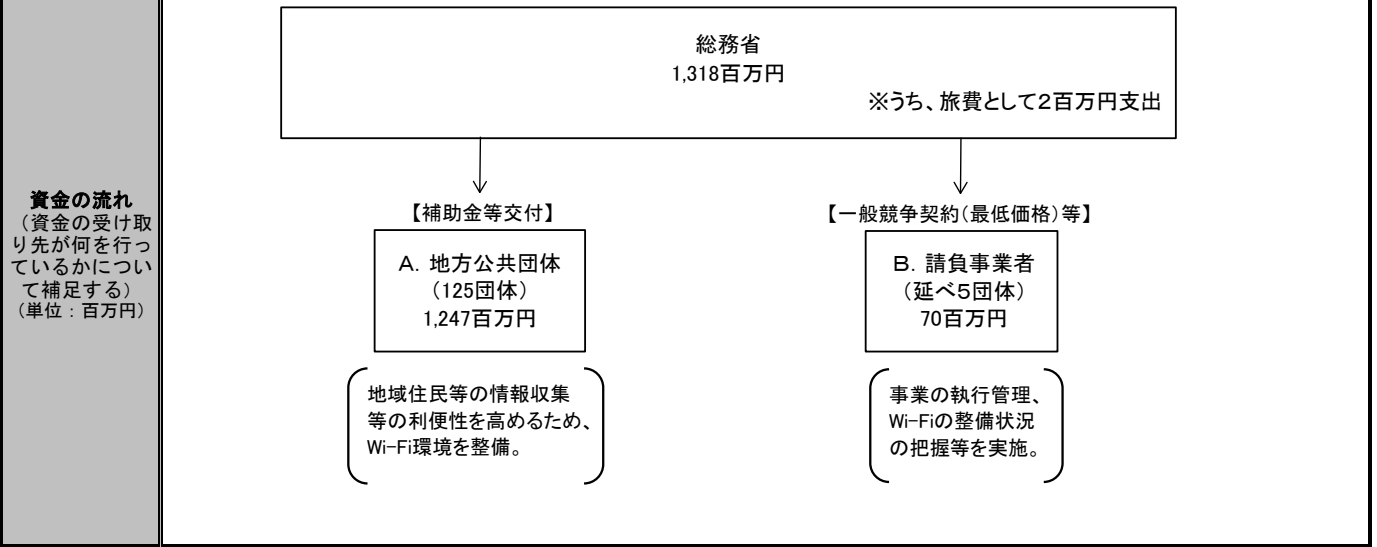 資金の流れ
（資金の受け取
り先が何を行っ
ているかについ
て補足する）
（単位：百万円）
総務省
1,318百万円
※うち、旅費として２百万円支出
【補助金等交付】
Ａ．地方公共団体
（125団体）
1,247百万円
地域住民等の情報収集
等の利便性を高めるため、
Wi-Fi環境を整備。
【一般競争契約（最低価格）等】
Ｂ．請負事業者
（延べ５団体）
70百万円
事業の執行管理、
Wi-Fiの整備状況
の把握等を実施。